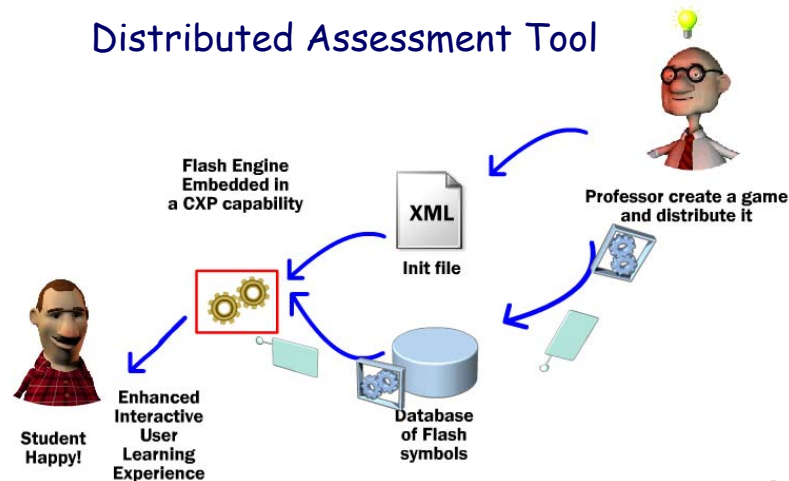 Distributed Assessment Tool
Flash Engine
Embedded in
a CXP capability
XML
Init file
Professor create a game
and distribute it
Student
Happy!
Enhanced
Interactive
User
Learning
Experience
Database
of Flash
symbols